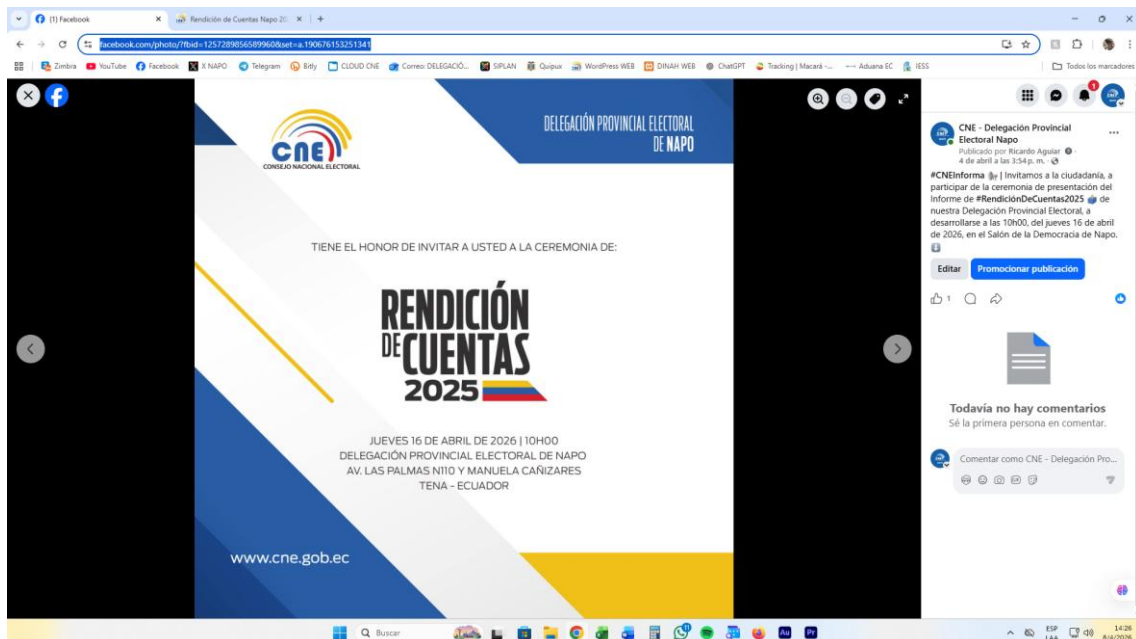 (1) Facebook
Rendición de Cuentas Napo 20
facebook.com/photo/?fbid=1257289856589960&set=a.190676153251341
Zimbra
YouTube
Facebook
X NAPO
Telegram
Bitly
CLOUD CNE
Correo: DELEGACIÓ...
SIPLAN
Quipux
WordPress WEB
DINAH WEB
ChatGPT
Tracking | Macará -...
Aduana EC
IESS
Todos los marcadores
CNE
CONSEJO NACIONAL ELECTORAL
DELEGACIÓN PROVINCIAL ELECTORAL
DE NAPO
TIENE EL HONOR DE INVITAR A USTED A LA CEREMONIA DE:
RENDICIÓN
DE CUENTAS
2025
JUEVES 16 DE ABRIL DE 2026 | 10H00
DELEGACIÓN PROVINCIAL ELECTORAL DE NAPO
AV. LAS PALMAS N110 Y MANUELA CAÑIZARES
TENA - ECUADOR
www.cne.gob.ec
1
CNE - Delegación Provincial
Electoral Napo
Publicado por Ricardo Aguiar
4 de abril a las 3:54 p. m. ·
#CNEInforma | Invitamos a la ciudadanía, a
participar de la ceremonia de presentación del
Informe de #RendiciónDeCuentas2025 de
nuestra Delegación Provincial Electoral, a
desarrollarse a las 10h00, del jueves 16 de abril
de 2026, en el Salón de la Democracia de Napo.
Editar
Promocionar publicación
1
Todavía no hay comentarios
Sé la primera persona en comentar.
Comentar como CNE - Delegación Pro...
Buscar
Au
Pr
ESP
LAA
14:26
8/4/2026